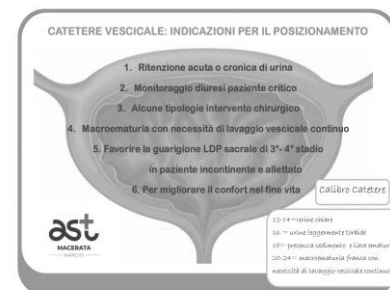 CATETERE VESCICALE: INDICAZIONI PER IL POSIZIONAMENTO
1. Ritenzione acuta o cronica di urina
2. Monitoraggio diuresi paziente critico
3. Alcune tipologie intervento chirurgico
4. Macroematuria con necessità di lavaggio vescicale continuo
5. Favorire la guarigione LDP sacrale di 3°- 4° stadio
in paziente incontinente e allettato
6. Per migliorare il confort nel fine vita
Calibro Catetere
12-14 = urine chiare
16 = urine leggermente torbide
18 = presenza sedimento e lieve ematuria
20-24 = macroematuria franca con
necessità di lavaggio vescicale continuo
ast
MACERATA
MARCHE